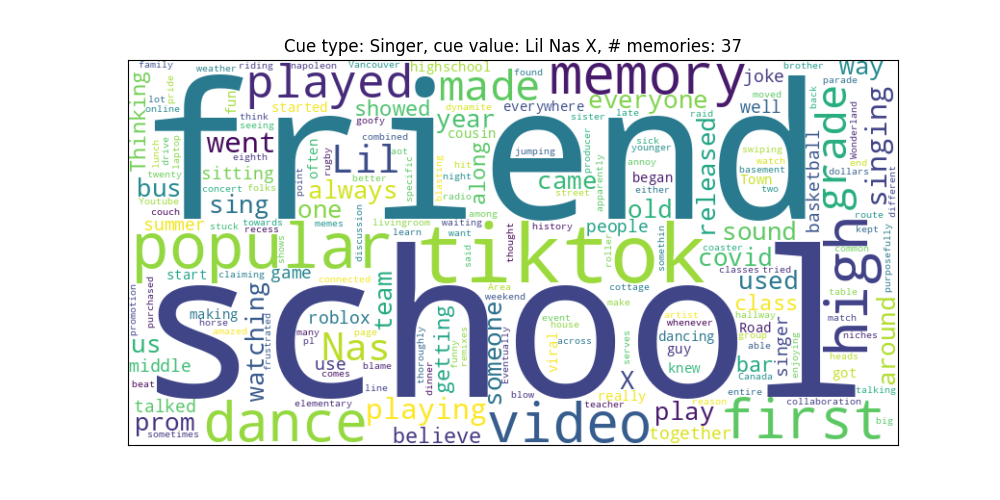 Cue type: Singer, cue value: Lil Nas X, # memories: 37
family weather riding napoleon Vancouver highschool found brother way
pride Thinking lot online think seeing fun started played showed made memory joke parade back
friend
everywhere everyone well moved dynamite sister late raid
lunch drive laptop twenty Youtube went eighth goofy combined year cousin
sitting often rugby Lil aot specific blasting hit night radio along jumping producer sick younger annoy released swiping watch basement two Town basketball Wonderland end dollars grade singing
bus concert folks point always better came street apparently began either
couch sing one memes among waiting old people route different
summer stuck towards recess discussion livingroom learn want history sound kept
popular tiktok
shows said thought roller somethin coaster covid classes tried common purposefully
start claiming game connected Area cottage used table high
promotion purchased horse making amazed watching frustrated roblox team weekend make class
school
many page thoroughly getting funny remixes someone Eventually event house viral across serves artist whenever dancing guy hallway Road group able singer match niches around
us middle beat use pl comes Nas blame dinner X knew bar Canada enjoying got heads
elementary line blow really reason entire collaboration talking
talked prom dance playing video teacher play first big
sometimes believe together